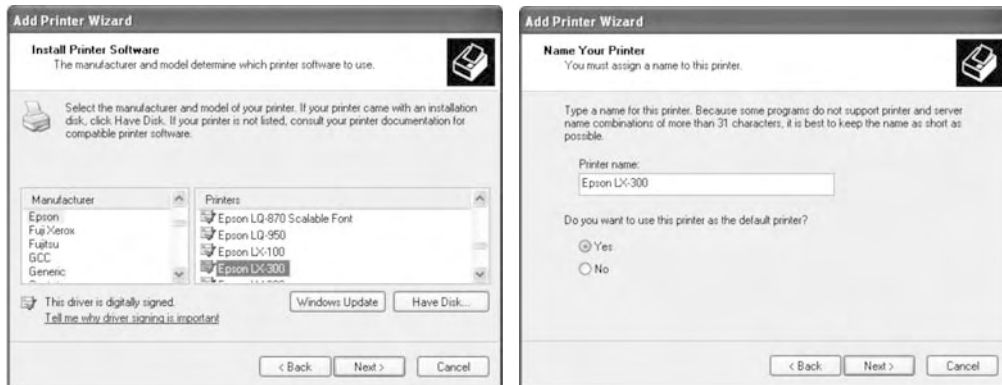 Add Printer Wizard
Install Printer Software
The manufacturer and model determine which printer software to use.
Select the manufacturer and model of your printer. If your printer came with an installation
disk, click Have Disk. If your printer is not listed, consult your printer documentation for
compatible printer software.
Manufacturer
Epson
Fuji Xerox
Fujitsu
GCC
Generic
Printers
Epson LQ-870 Scalable Font
Epson LQ-950
Epson LX-100
Epson LX-300
This driver is digitally signed.
Tell me why driver signing is important
Windows Update
Have Disk...
< Back
Next >
Cancel
Add Printer Wizard
Name Your Printer
You must assign a name to this printer.
Type a name for this printer. Because some programs do not support printer and server
name combinations of more than 31 characters, it is best to keep the name as short as
possible.
Printer name:
Epson LX-300
Do you want to use this printer as the default printer?
Yes
No
< Back
Next >
Cancel